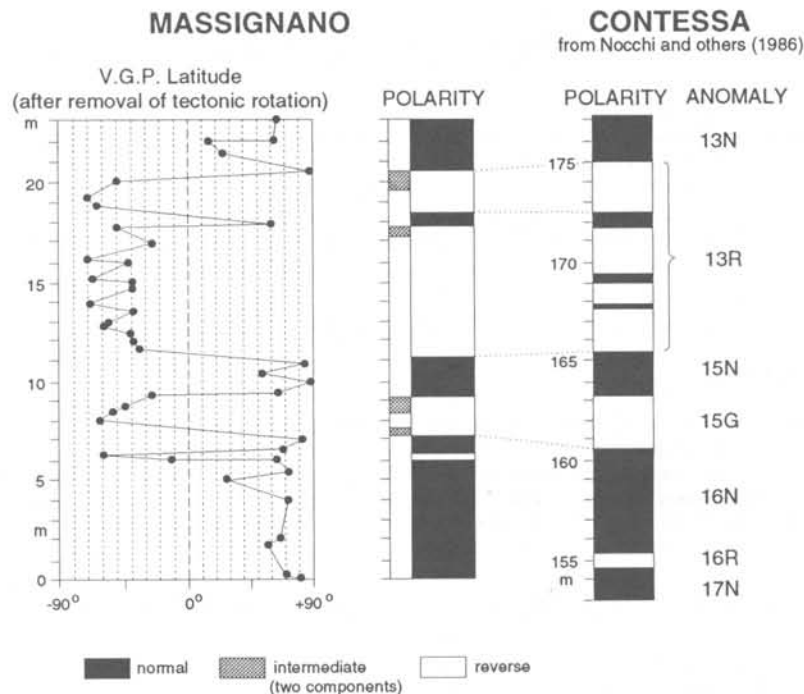 MASSIGNANO
CONTESSA
from Nocchi and others (1986)
V.G.P. Latitude
(after removal of tectonic rotation)
POLARITY
POLARITY
ANOMALY
m
20
15
10
5
m
0
-90°
0°
+90°
175
170
165
160
155
m
13N
13R
15N
15G
16N
16R
17N
normal
intermediate
(two components)
reverse